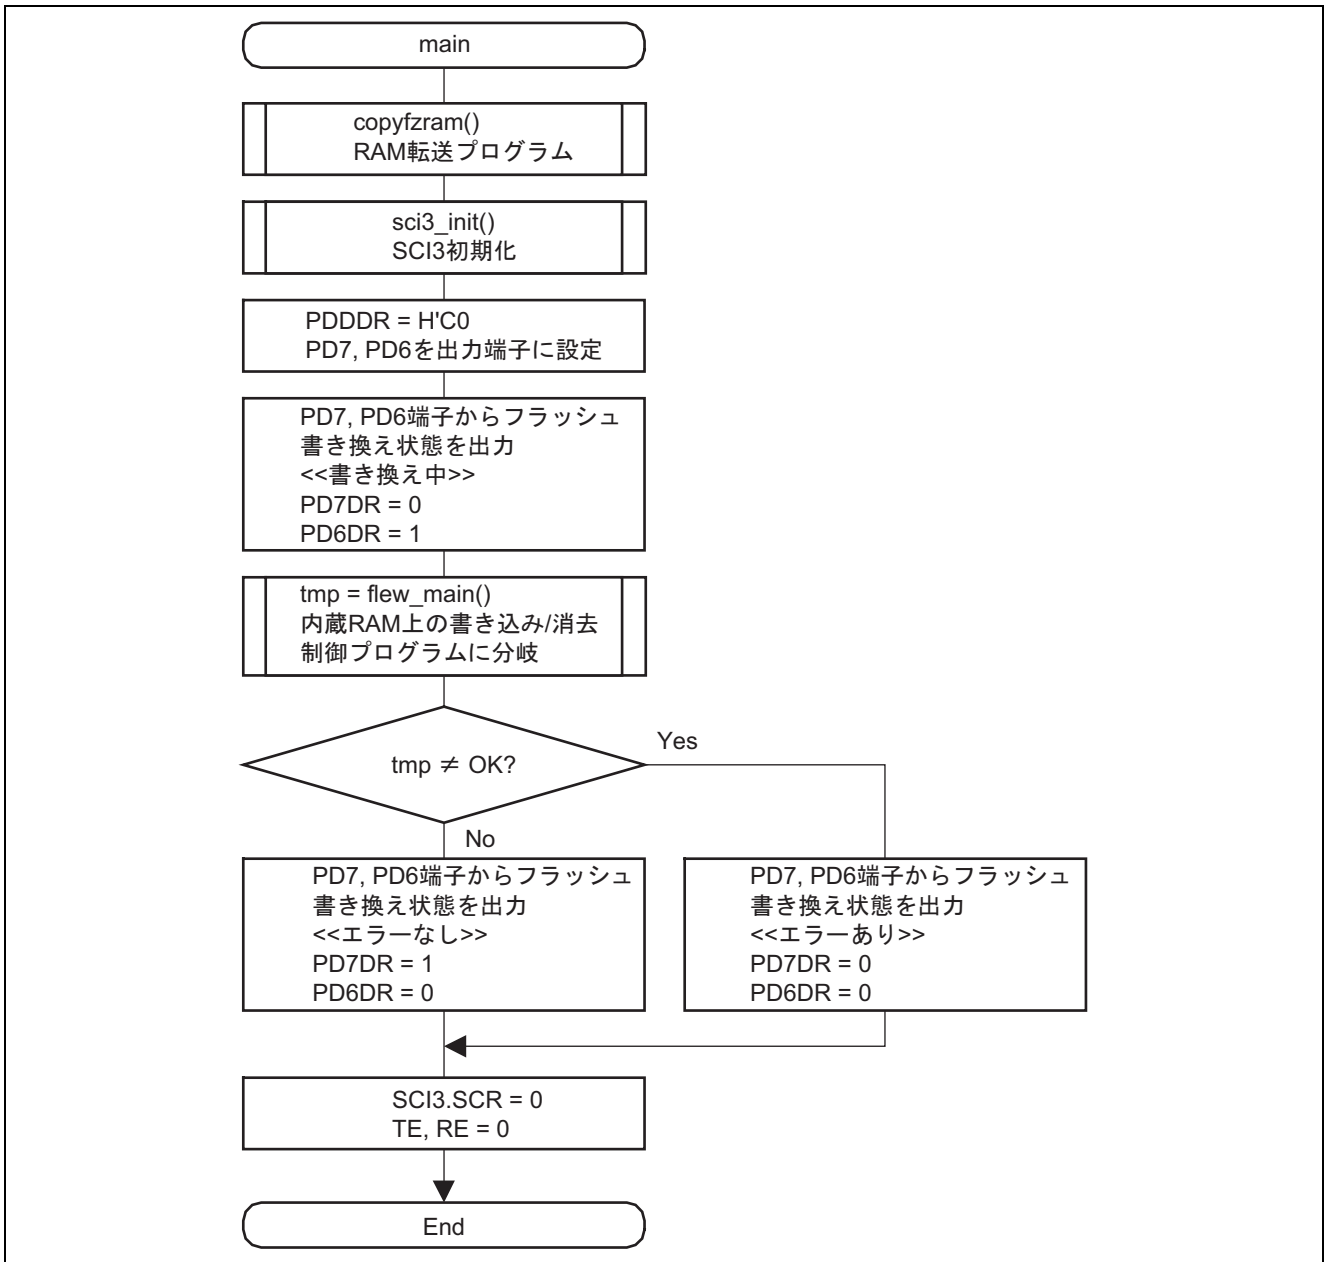 main
copyfzram()
RAM転送プログラム
sci3_init()
SCI3初期化
PDDDR = H'C0
PD7, PD6を出力端子に設定
PD7, PD6端子からフラッシュ
書き換え状態を出力
<<書き換え中>>
PD7DR = 0
PD6DR = 1
tmp = flew_main()
内蔵RAM上の書き込み/消去
制御プログラムに分岐
tmp ≠ OK?
Yes
No
PD7, PD6端子からフラッシュ
書き換え状態を出力
<<エラーなし>>
PD7DR = 1
PD6DR = 0
PD7, PD6端子からフラッシュ
書き換え状態を出力
<<エラーあり>>
PD7DR = 0
PD6DR = 0
SCI3.SCR = 0
TE, RE = 0
End